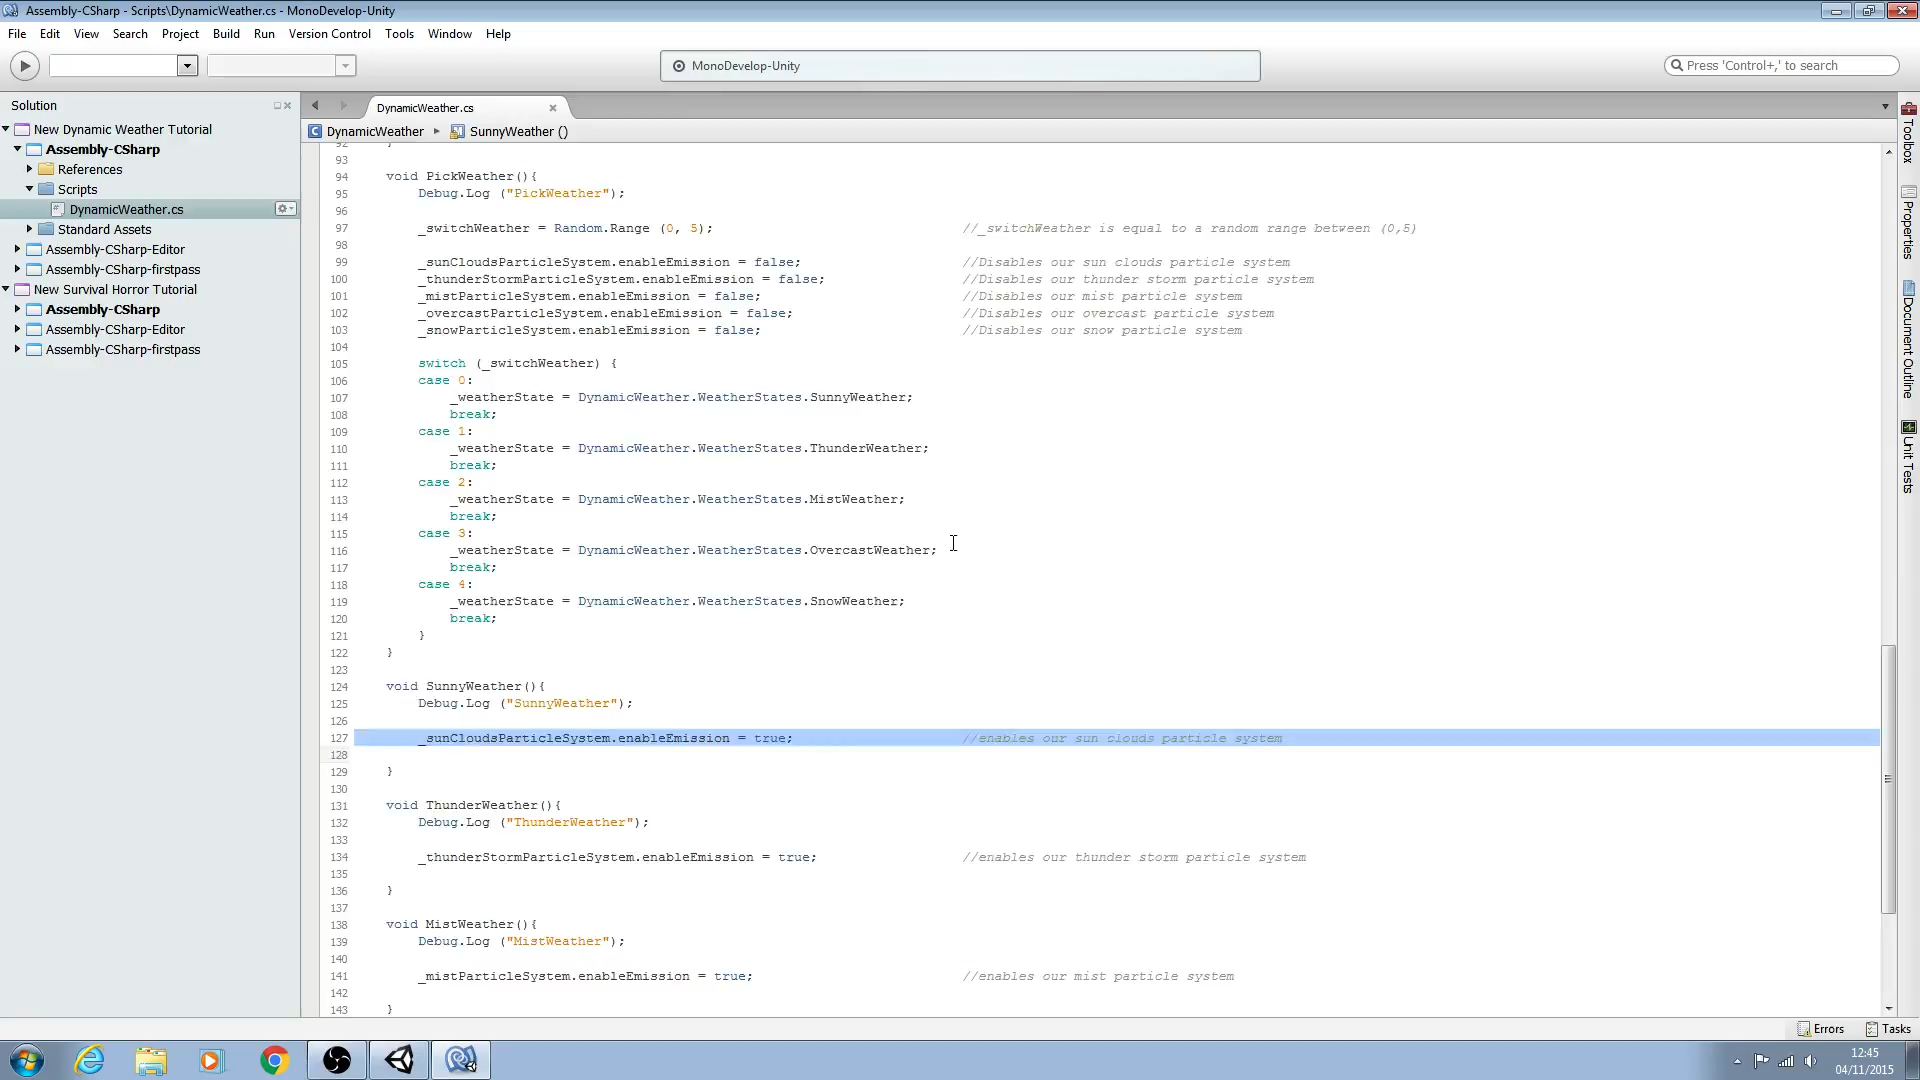 Assembly-CSharp - Scripts\DynamicWeather.cs - MonoDevelop-Unity
File Edit View Search Project Build Run Version Control Tools Window Help
MonoDevelop-Unity
Press 'Control+,' to search
Solution
New Dynamic Weather Tutorial
Assembly-CSharp
References
Scripts
DynamicWeather.cs
Standard Assets
Assembly-CSharp-Editor
Assembly-CSharp-firstpass
New Survival Horror Tutorial
Assembly-CSharp
Assembly-CSharp-Editor
Assembly-CSharp-firstpass
DynamicWeather.cs
DynamicWeather SunnyWeather ()
92 }
93
94 void PickWeather(){
95 Debug.Log ("PickWeather");
96
97 _switchWeather = Random.Range (0, 5); //_switchWeather is equal to a random range between (0,5)
98
99 _sunCloudsParticleSystem.enableEmission = false; //Disables our sun clouds particle system
100 _thunderStormParticleSystem.enableEmission = false; //Disables our thunder storm particle system
101 _mistParticleSystem.enableEmission = false; //Disables our mist particle system
102 _overcastParticleSystem.enableEmission = false; //Disables our overcast particle system
103 _snowParticleSystem.enableEmission = false; //Disables our snow particle system
104
105 switch (_switchWeather) {
106 case 0:
107 _weatherState = DynamicWeather.WeatherStates.SunnyWeather;
108 break;
109 case 1:
110 _weatherState = DynamicWeather.WeatherStates.ThunderWeather;
111 break;
112 case 2:
113 _weatherState = DynamicWeather.WeatherStates.MistWeather;
114 break;
115 case 3:
116 _weatherState = DynamicWeather.WeatherStates.OvercastWeather;
117 break;
118 case 4:
119 _weatherState = DynamicWeather.WeatherStates.SnowWeather;
120 break;
121 }
122 }
123
124 void SunnyWeather(){
125 Debug.Log ("SunnyWeather");
126
127 _sunCloudsParticleSystem.enableEmission = true; //enables our sun clouds particle system
128
129 }
130
131 void ThunderWeather(){
132 Debug.Log ("ThunderWeather");
133
134 _thunderStormParticleSystem.enableEmission = true; //enables our thunder storm particle system
135
136 }
137
138 void MistWeather(){
139 Debug.Log ("MistWeather");
140
141 _mistParticleSystem.enableEmission = true; //enables our mist particle system
142
143 }
Toolbox
Properties
Document Outline
Unit Tests
Errors Tasks
12:45
04/11/2015